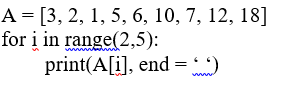 A = [3, 2, 1, 5, 6, 10, 7, 12, 18]
for i in range(2,5):
print(A[i], end = ‘ ‘)